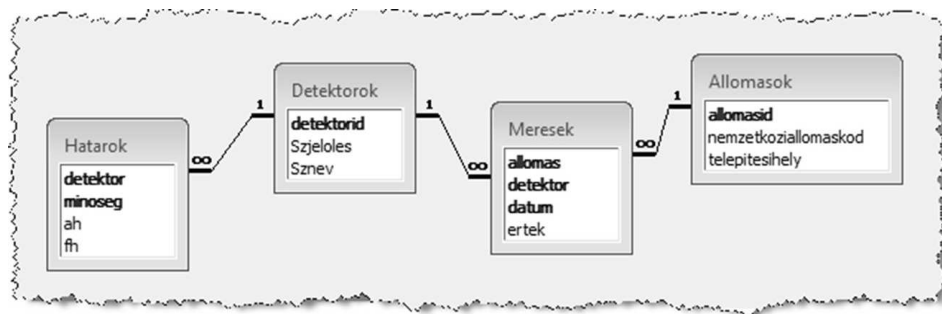 Hatarok
detektor
minoseg
ah
fh
∞
1
Detektorok
detektorid
Szjeloles
Sznev
1
∞
Meresek
allomas
detektor
datum
ertek
∞
1
Allomasok
allomasid
nemzetkoziallomaskod
telepitesihely